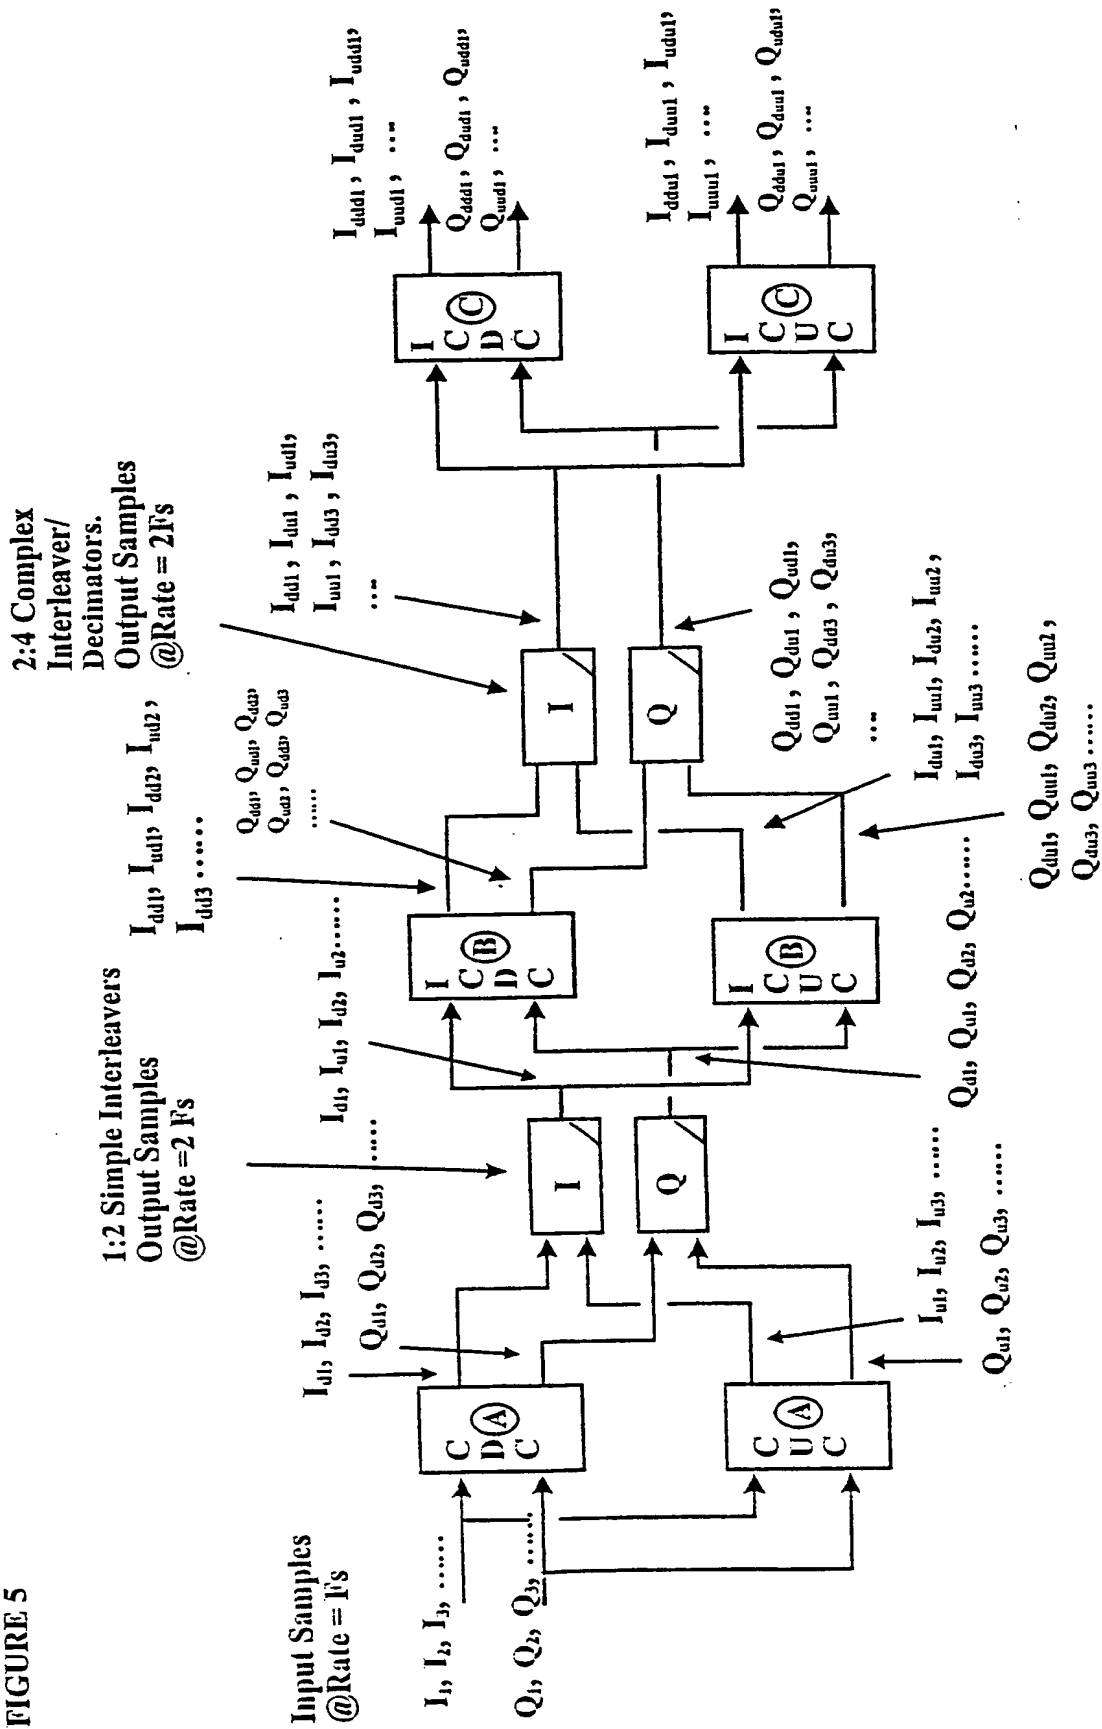 FIGURE 5
Input Samples
@Rate = Fs
I1, I2, I3, ......
Q1, Q2, Q3, ......
C
D
C
A
C
U
C
A
Id1, Id2, Id3, ......
Qd1, Qd2, Qd3, ......
Iu1, Iu2, Iu3, ......
Qu1, Qu2, Qu3, ......
1:2 Simple Interleavers
Output Samples
@Rate =2 Fs
I
Q
Id1, Iu1, Id2, Iu2......
Qd1, Qu1, Qd2, Qu2......
I
C
D
C
B
I
C
U
C
B
Idd1, Iud1, Idd2, Iud2,
Idd3 ......
Qdd1, Qud1, Qdd2,
Qud2, Qdd3, Qud3
......
Idu1, Iuu1, Idu2, Iuu2,
Idu3, Iuu3 ......
Qdu1, Quu1, Qdu2, Quu2,
Qdu3, Quu3 ......
2:4 Complex
Interleaver/
Decimators.
Output Samples
@Rate = 2Fs
I
Q
Idd1, Idu1, Iud1,
Iuu1, Idd3, Idu3,
....
Qdd1, Qdu1, Qud1,
Quu1, Qdd3, Qdu3,
....
I
C
D
C
C
I
C
U
C
C
Iddd1, Idud1, Iudd1,
Iuud1, ....
Qddd1, Qdud1, Qudd1,
Quud1, ....
Iddu1, Iduu1, Iudu1,
Iuuu1, ....
Qddu1, Qduu1, Qudu1,
Quuu1, ....